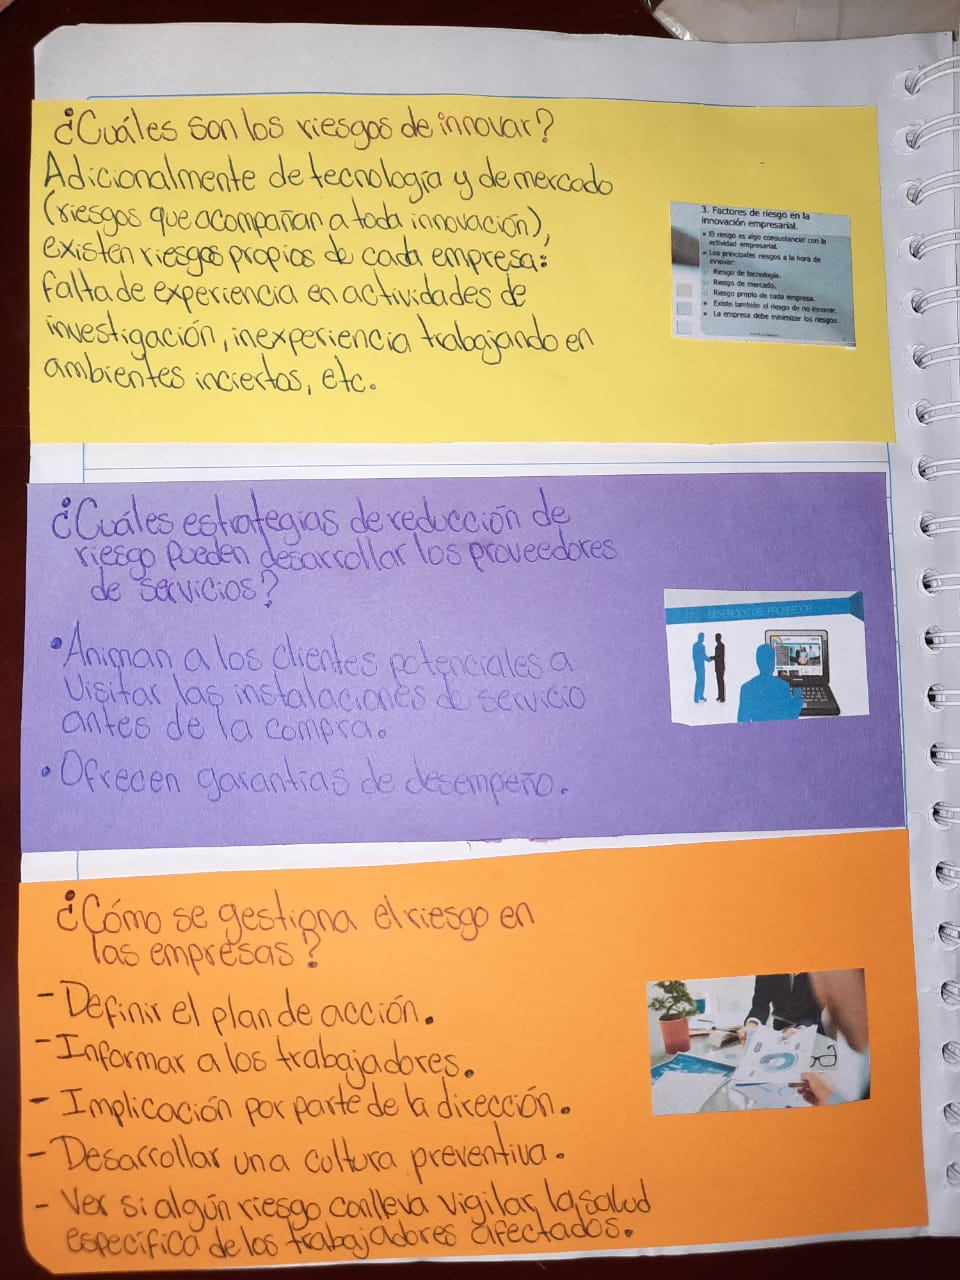 ¿Cuáles son los riesgos de innovar?
Adicionalmente de tecnología y de mercado
(riesgos que acompañan a toda innovación),
existen riesgos propios de cada empresa:
falta de experiencia en actividades de
investigación, inexperiencia trabajando en
ambientes inciertos, etc.
3. Factores de riesgo en la
innovación empresarial.
El riesgo es algo consustancial con la
actividad empresarial.
Los principales riesgos a la hora de
innovar:
Riesgo de tecnología.
Riesgo de mercado.
Riesgo propio de cada empresa.
Existe también el riesgo de no innovar.
La empresa debe minimizar los riesgos.
¿Cuáles estrategias de reducción de
riesgo pueden desarrollar los proveedores
de servicios?
• Animan a los clientes potenciales a
visitar las instalaciones de servicio
antes de la compra.
• Ofrecen garantías de desempeño.
BENEFICIOS DEL PROVEEDOR
¿Cómo se gestiona el riesgo en
las empresas?
- Definir el plan de acción.
- Informar a los trabajadores.
- Implicación por parte de la dirección.
- Desarrollar una cultura preventiva.
- Ver si algún riesgo conlleva vigilar la salud
especifica de los trabajadores afectados.